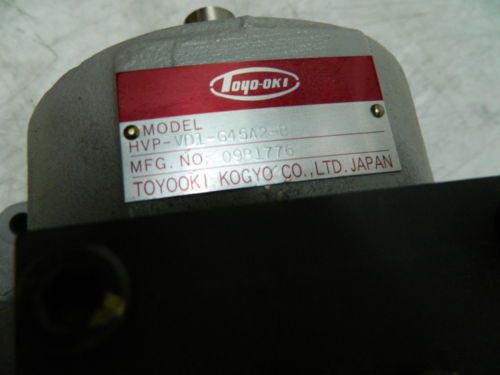 TOYO-OKI
MODEL
HVP-VD1-G45A2-B
MFG. NO. 09B1776
TOYOOKI KOGYO CO.,LTD. JAPAN